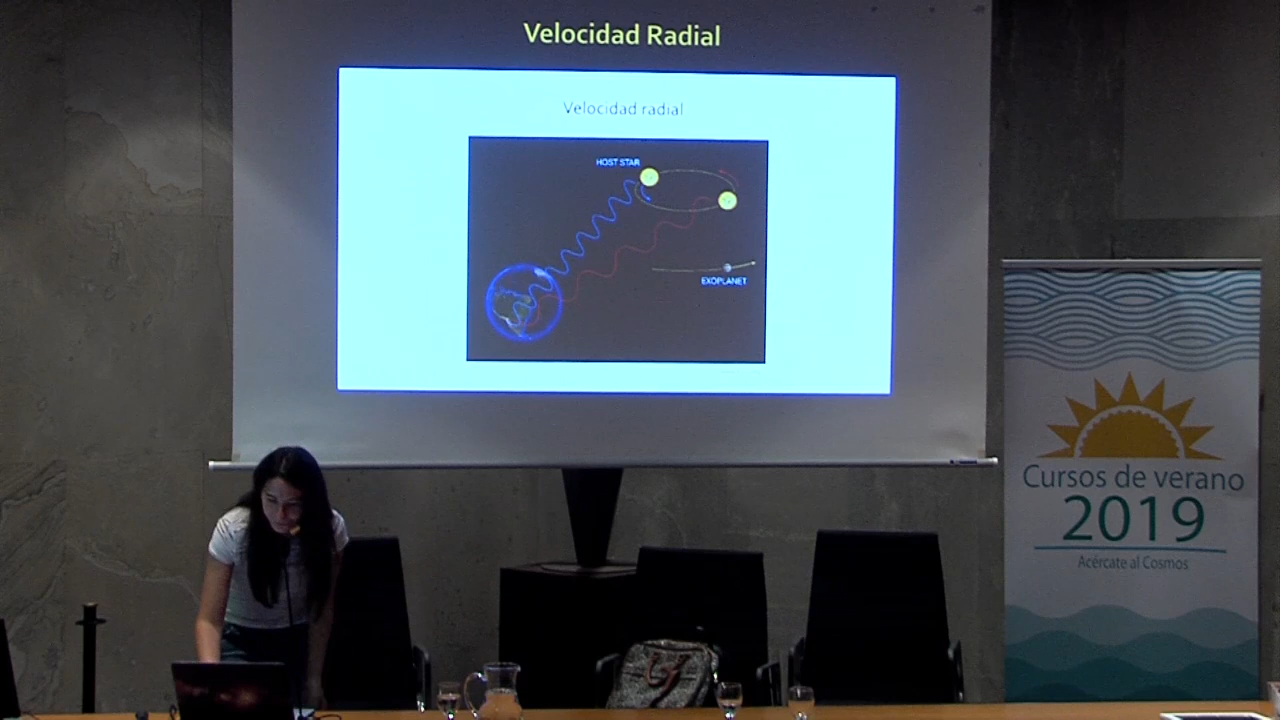 Velocidad Radial
Velocidad radial
HOST STAR
EXOPLANET
Cursos de verano
2019
Acércate al Cosmos